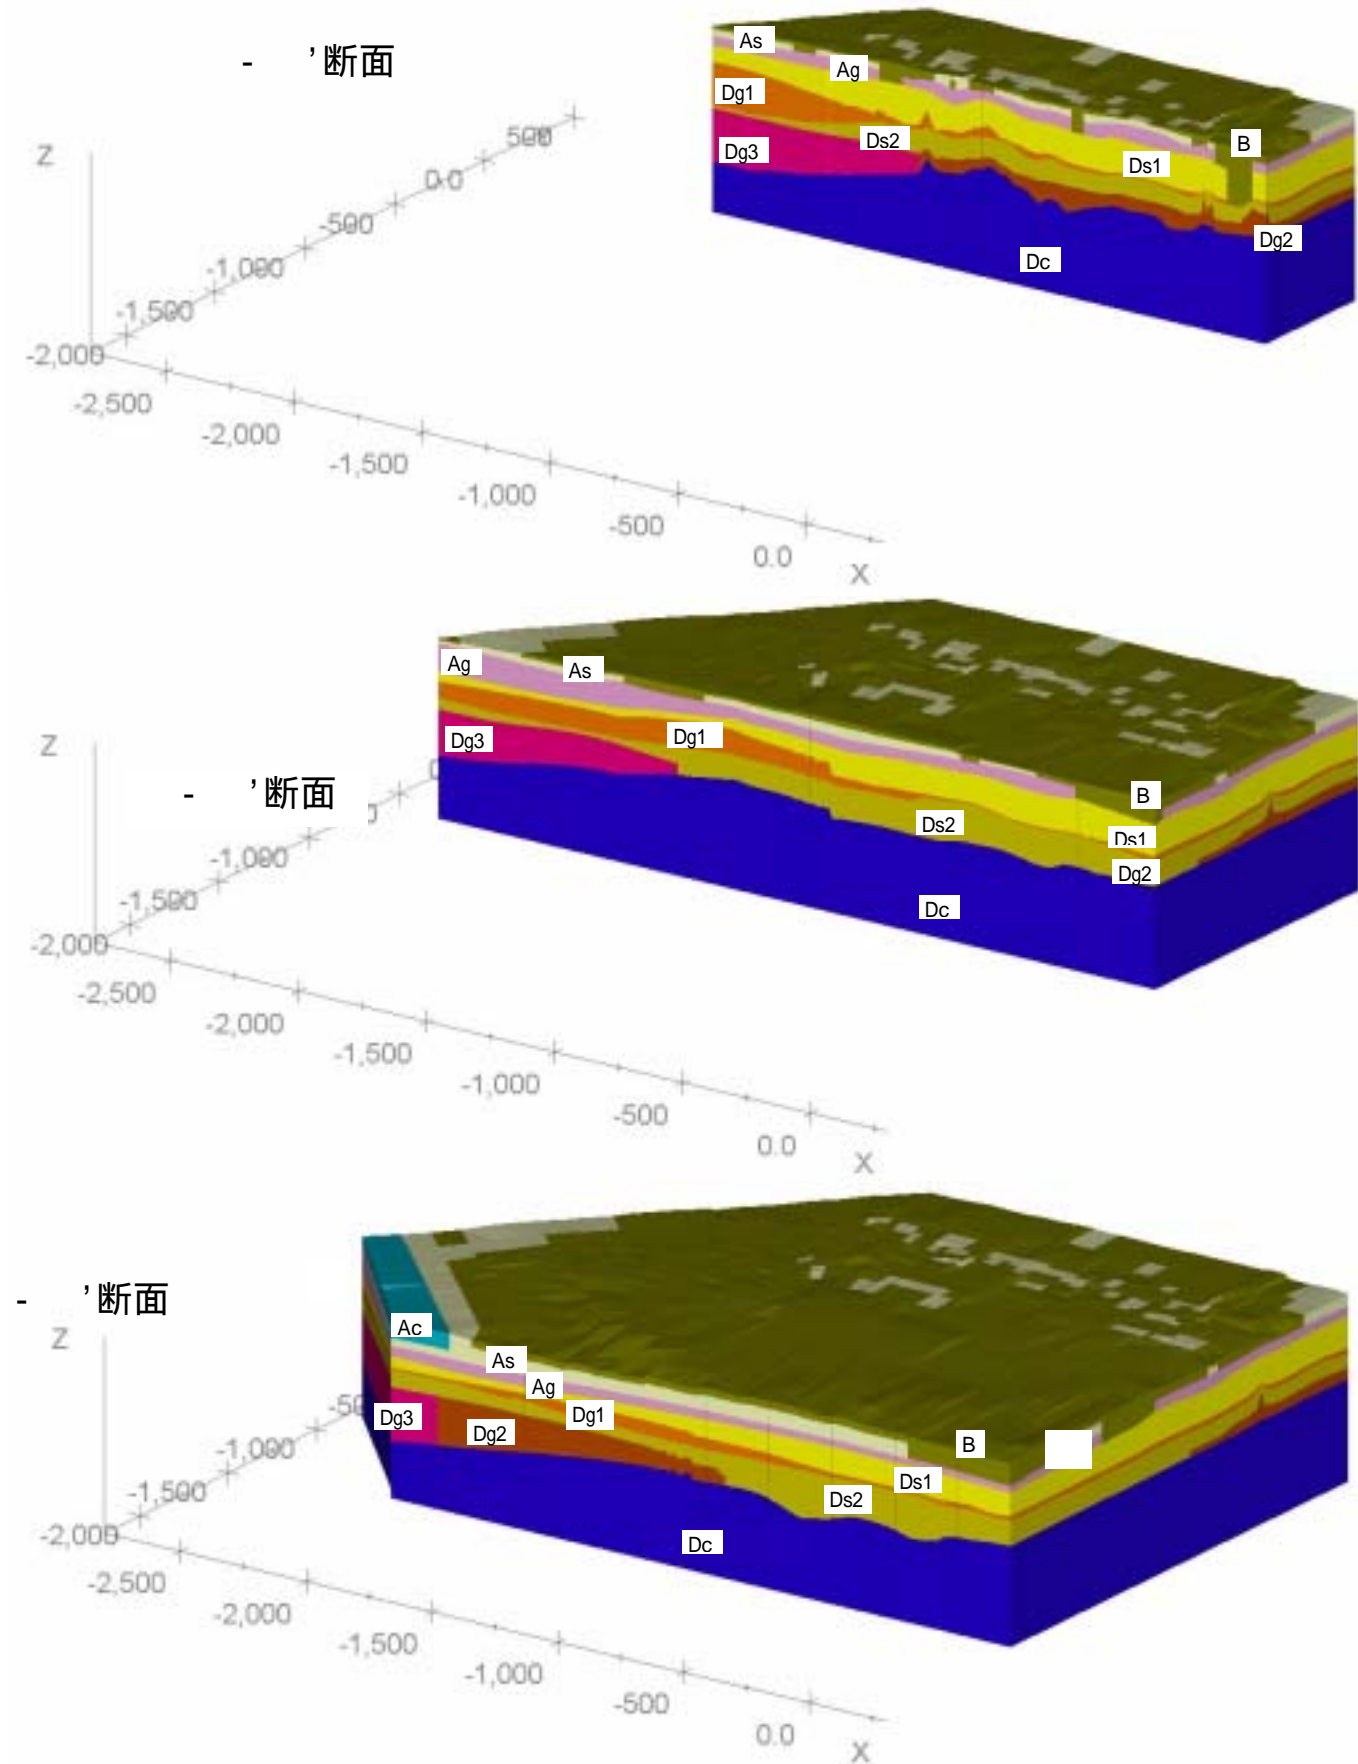 - ’断面
As
Ag
Dg1
Ds2
Dg3
Ds1
B
Dg2
Dc
Z
500
0.0
-500
-1,000
-1,500
-2,000
-2,500
-2,000
-1,500
-1,000
-500
0.0
X
- ’断面
Ag
As
Dg3
Dg1
B
Ds2
Ds1
Dg2
Dc
Z
-1,000
-1,500
-2,000
-2,500
-2,000
-1,500
-1,000
-500
0.0
X
- ’断面
Ac
As
Ag
Dg3
Dg1
Dg2
B
Ds1
Ds2
Dc
Z
-1,000
-1,500
-2,000
-2,500
-2,000
-1,500
-1,000
-500
0.0
X